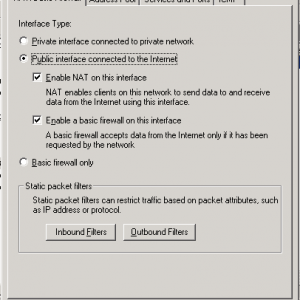 Address Pool
Services and Ports
Interface Type:
Private interface connected to private network
Public interface connected to the Internet
Enable NAT on this interface
NAT enables clients on this network to send data to and receive
data from the Internet using this interface.
Enable a basic firewall on this interface
A basic firewall accepts data from the Internet only if it has been
requested by the network.
Basic firewall only
Static packet filters
Static packet filters can restrict traffic based on packet attributes, such
as IP address or protocol.
Inbound Filters
Outbound Filters